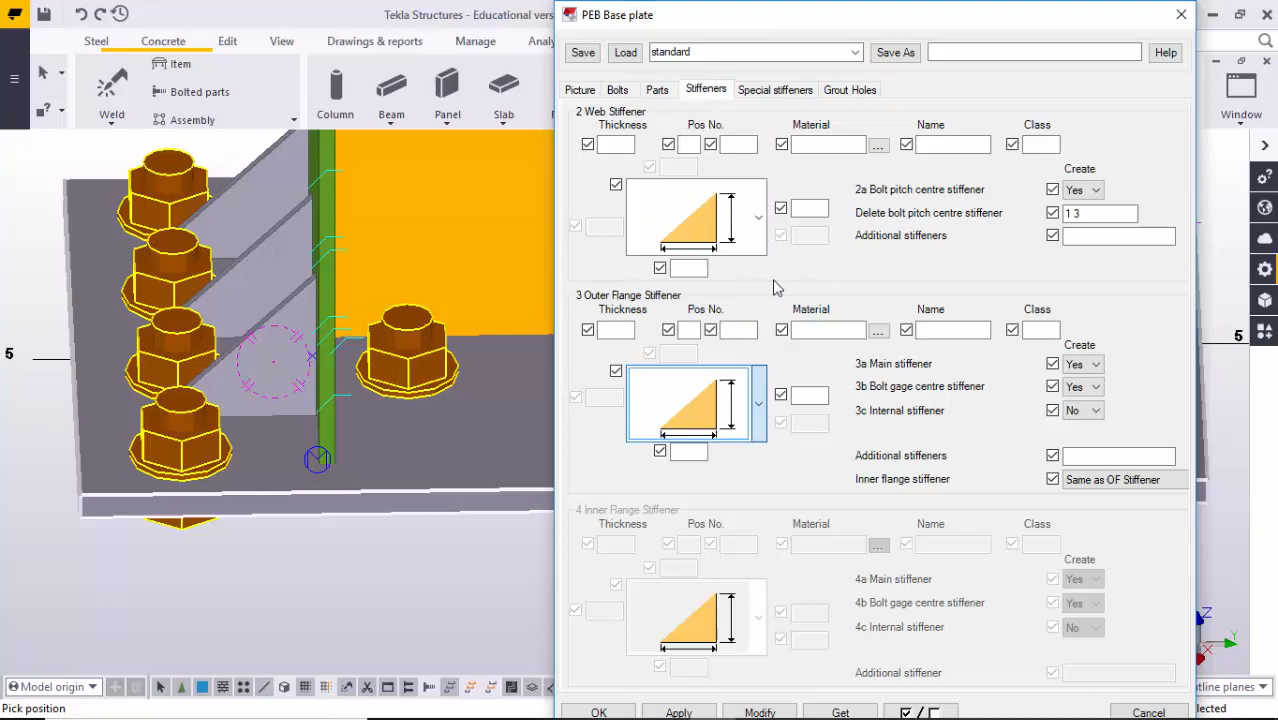 Tekla Structures - Educational vers
PEB Base plate
Steel Concrete Edit View Drawings & reports Manage Analy
Save Load standard Save As Help
Weld
Item
Bolted parts
Assembly
Column Beam Panel Slab
Window
Picture Bolts Parts Stiffeners Special stiffeners Grout Holes
2 Web Stiffener
Thickness Pos No. Material Name Class
...
Create
2a Bolt pitch centre stiffener Yes
Delete bolt pitch centre stiffener 1 3
Additional stiffeners
3 Outer Flange Stiffener
Thickness Pos No. Material Name Class
...
Create
3a Main stiffener Yes
3b Bolt gage centre stiffener Yes
3c Internal stiffener No
Additional stiffeners
Inner flange stiffener Same as OF Stiffener
4 Inner Flange Stiffener
Thickness Pos No. Material Name Class
...
Create
4a Main stiffener Yes
4b Bolt gage centre stiffener Yes
4c Internal stiffener No
Additional stiffener
OK Apply Modify Get Cancel
5
5
Z
Y
X
Model origin
utline planes
Pick position
elected